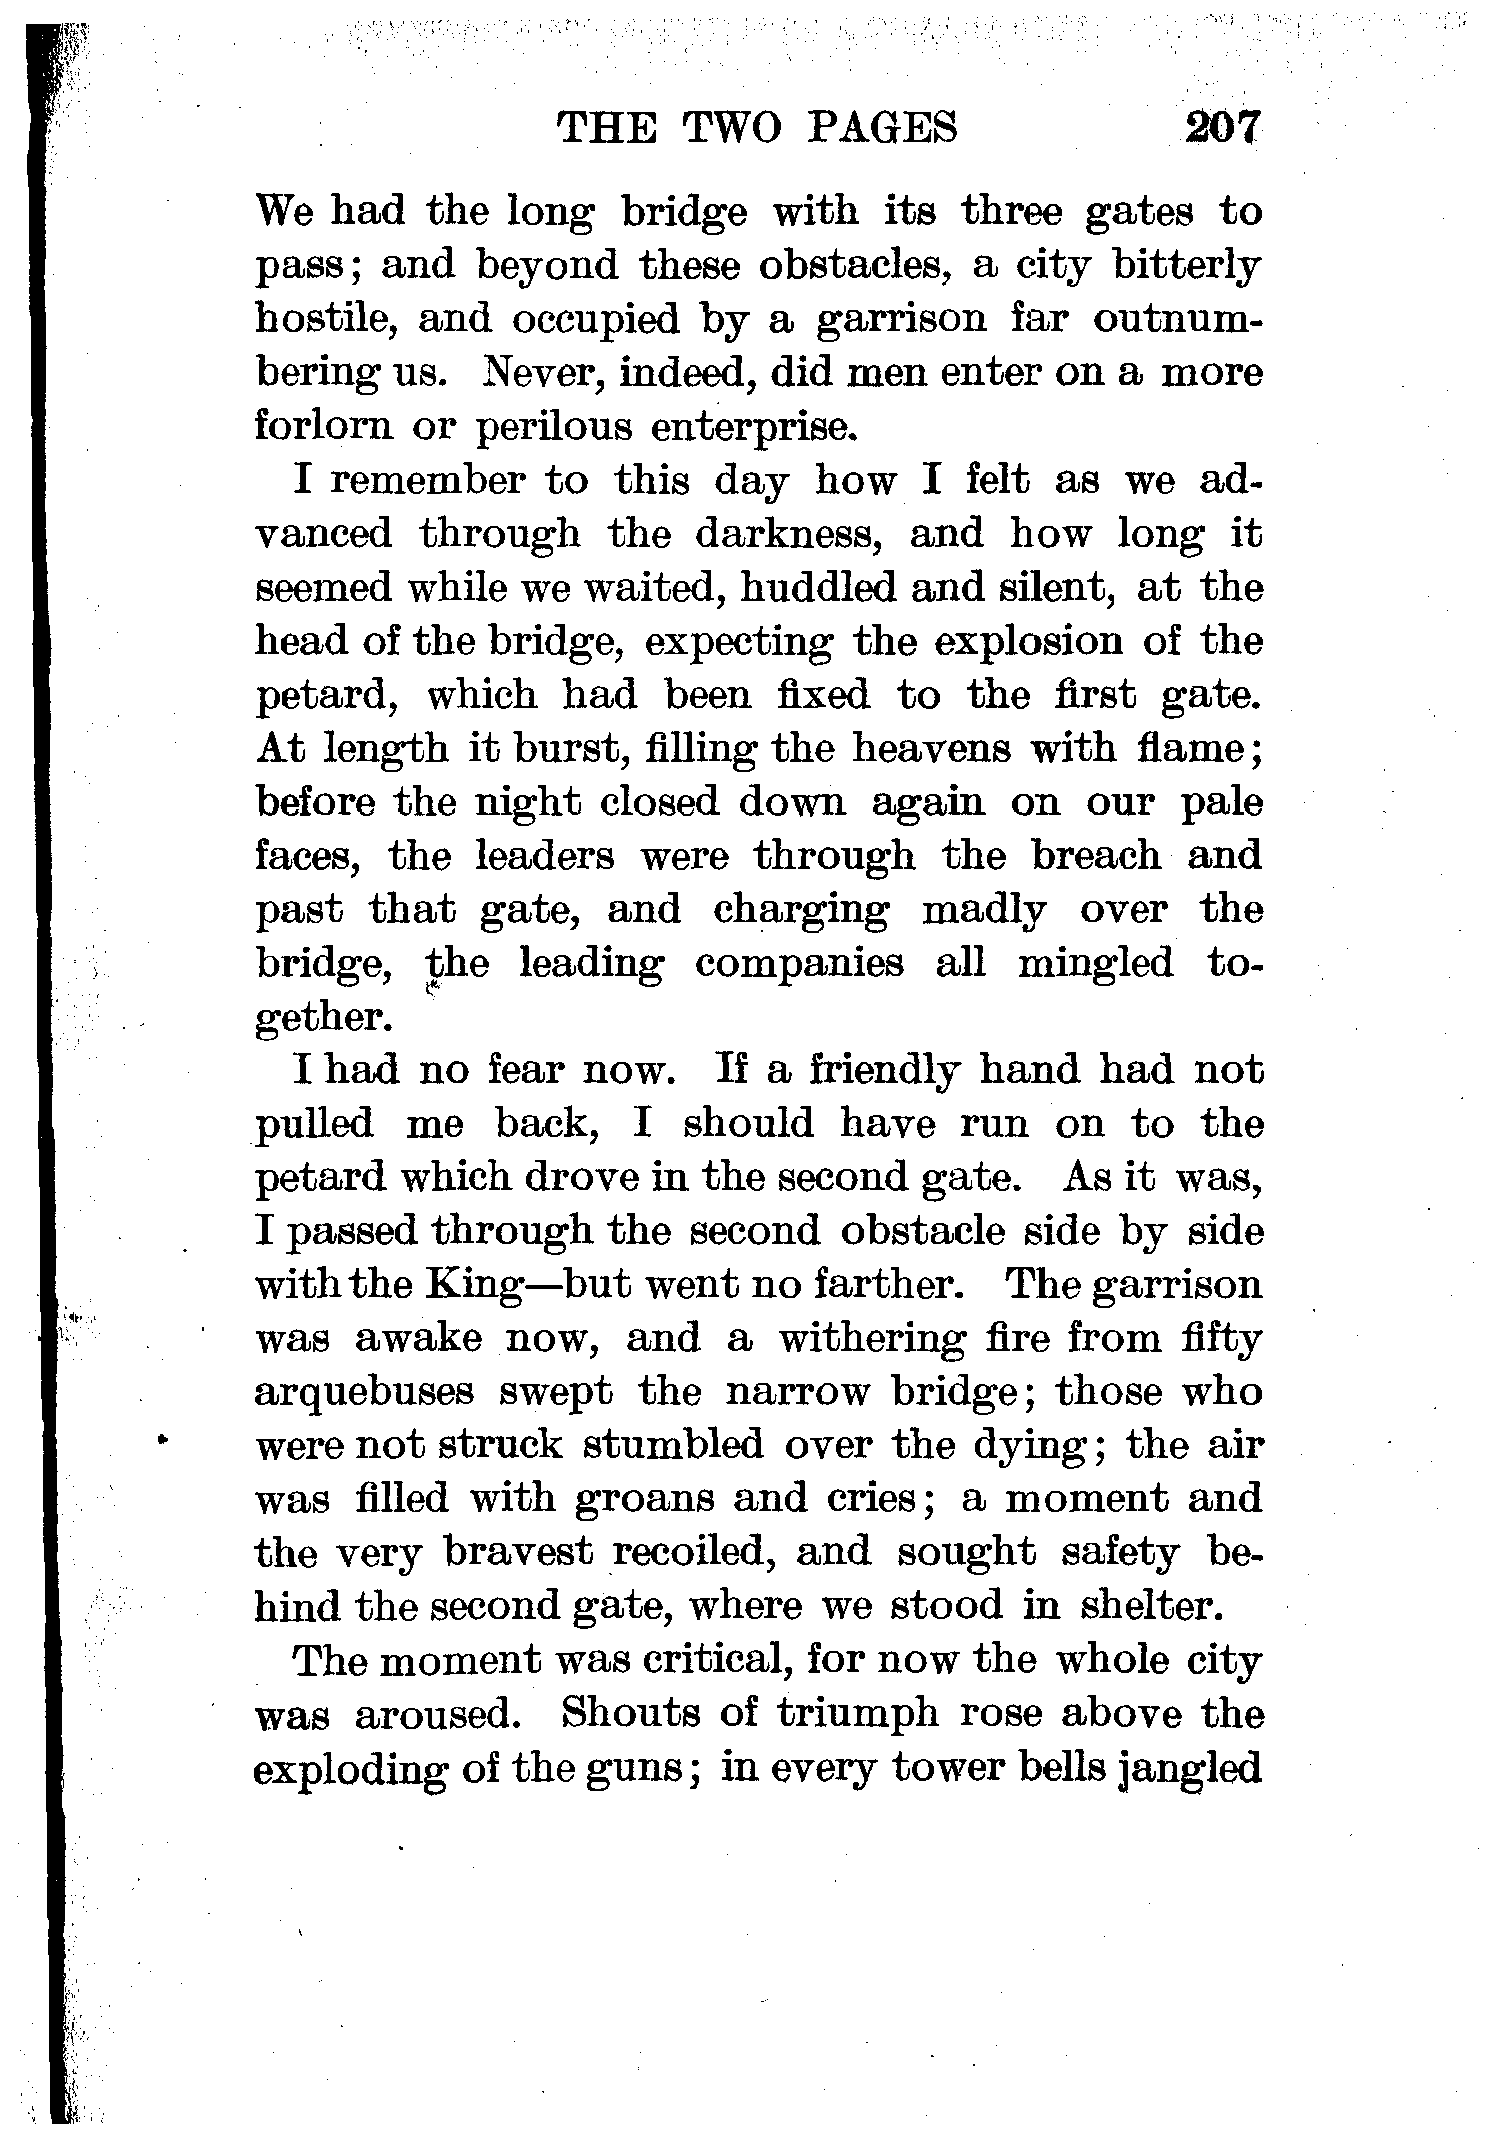 THE TWO PAGES 207
We had the long bridge with its three gates to
pass; and beyond these obstacles, a city bitterly
hostile, and occupied by a garrison far outnum-
bering us. Never, indeed, did men enter on a more
forlorn or perilous enterprise.
I remember to this day how I felt as we ad-
vanced through the darkness, and how long it
seemed while we waited, huddled and silent, at the
head of the bridge, expecting the explosion of the
petard, which had been fixed to the first gate.
At length it burst, filling the heavens with flame;
before the night closed down again on our pale
faces, the leaders were through the breach and
past that gate, and charging madly over the
bridge, the leading companies all mingled to-
gether.
I had no fear now. If a friendly hand had not
pulled me back, I should have run on to the
petard which drove in the second gate. As it was,
I passed through the second obstacle side by side
with the King—but went no farther. The garrison
was awake now, and a withering fire from fifty
arquebuses swept the narrow bridge; those who
were not struck stumbled over the dying; the air
was filled with groans and cries; a moment and
the very bravest recoiled, and sought safety be-
hind the second gate, where we stood in shelter.
The moment was critical, for now the whole city
was aroused. Shouts of triumph rose above the
exploding of the guns; in every tower bells jangled